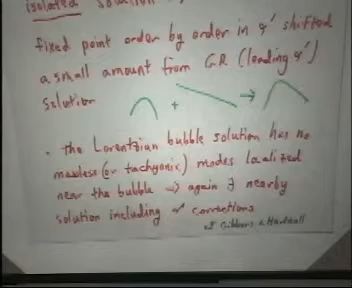 isolated solution
fixed point order by order in α' shifted
a small amount from GR (leading α')
solution
+ →
· the Lorentzian bubble solution has no
massless (or tachyonic) modes localized
near the bubble ⇒ again ∃ nearby
solution including α' corrections
cf Gibbons & Hartnoll